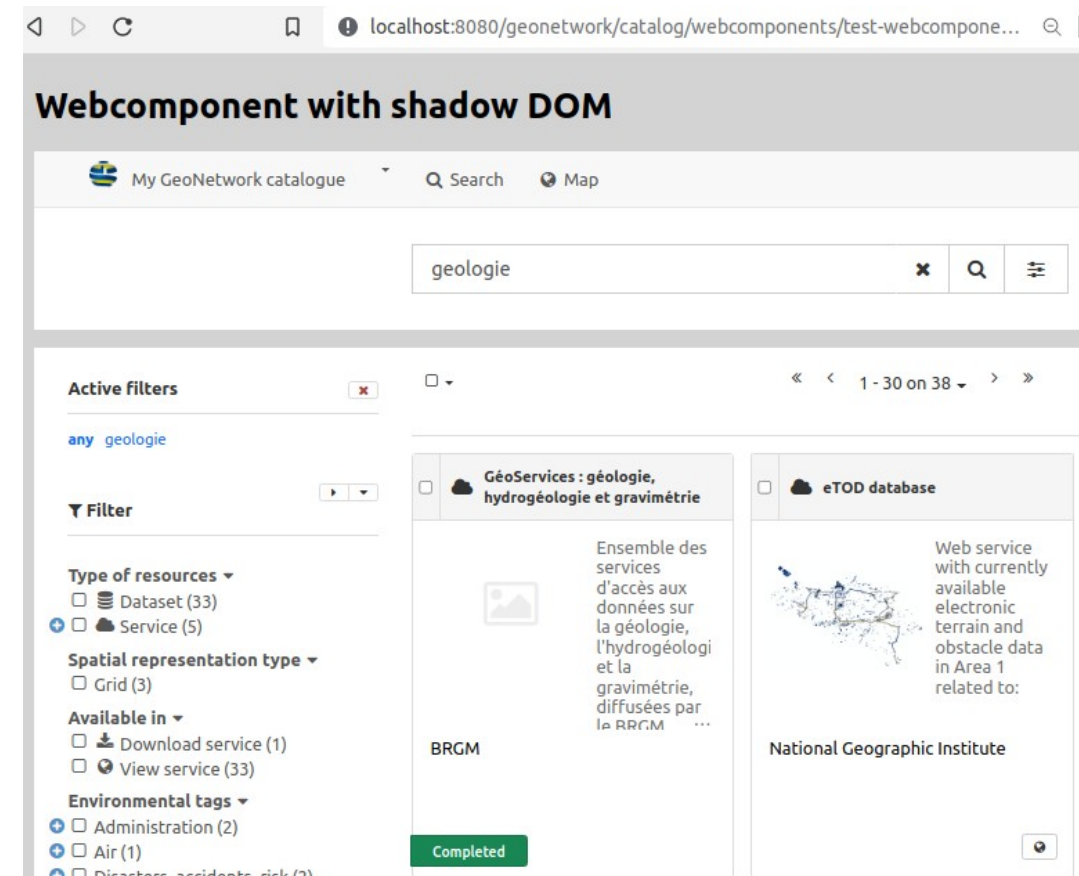 localhost:8080/geonetwork/catalog/webcomponents/test-webcompone...
Webcomponent with shadow DOM
My GeoNetwork catalogue
Search
Map
geologie
Active filters
any geologie
Filter
Type of resources
Dataset (33)
Service (5)
Spatial representation type
Grid (3)
Available in
Download service (1)
View service (33)
Environmental tags
Administration (2)
Air (1)
Disasters, accidents, risk (2)
1 - 30 on 38
GéoServices : géologie,
hydrogéologie et gravimétrie
Ensemble des
services
d'accès aux
données sur
la géologie,
l'hydrogéologi
et la
gravimétrie,
diffusées par
le BRGM ...
BRGM
Completed
eTOD database
Web service
with currently
available
electronic
terrain and
obstacle data
in Area 1
related to:
National Geographic Institute